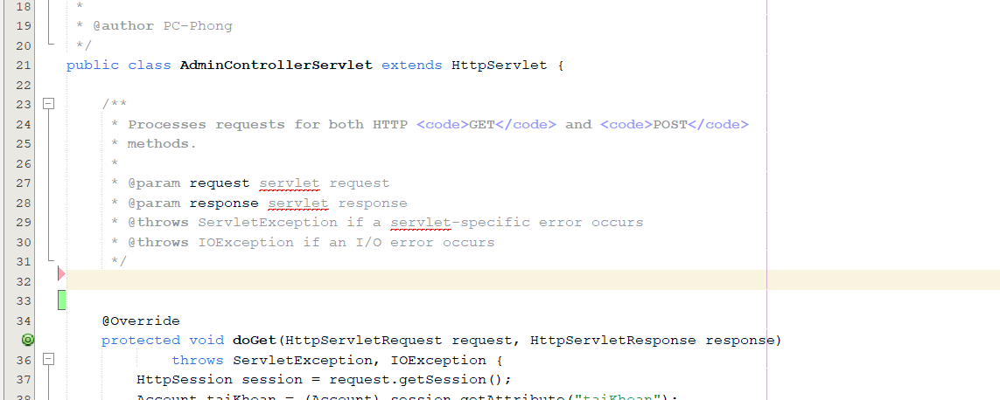 18 *
19 * @author PC-Phong
20 */
21 public class AdminControllerServlet extends HttpServlet {
22
23 /**
24 * Processes requests for both HTTP <code>GET</code> and <code>POST</code>
25 * methods.
26 *
27 * @param request servlet request
28 * @param response servlet response
29 * @throws ServletException if a servlet-specific error occurs
30 * @throws IOException if an I/O error occurs
31 */
32
33
34 @Override
protected void doGet(HttpServletRequest request, HttpServletResponse response)
36 throws ServletException, IOException {
37 HttpSession session = request.getSession();
38 Account taiKhoan = (Account) session.getAttribute("taiKhoan");